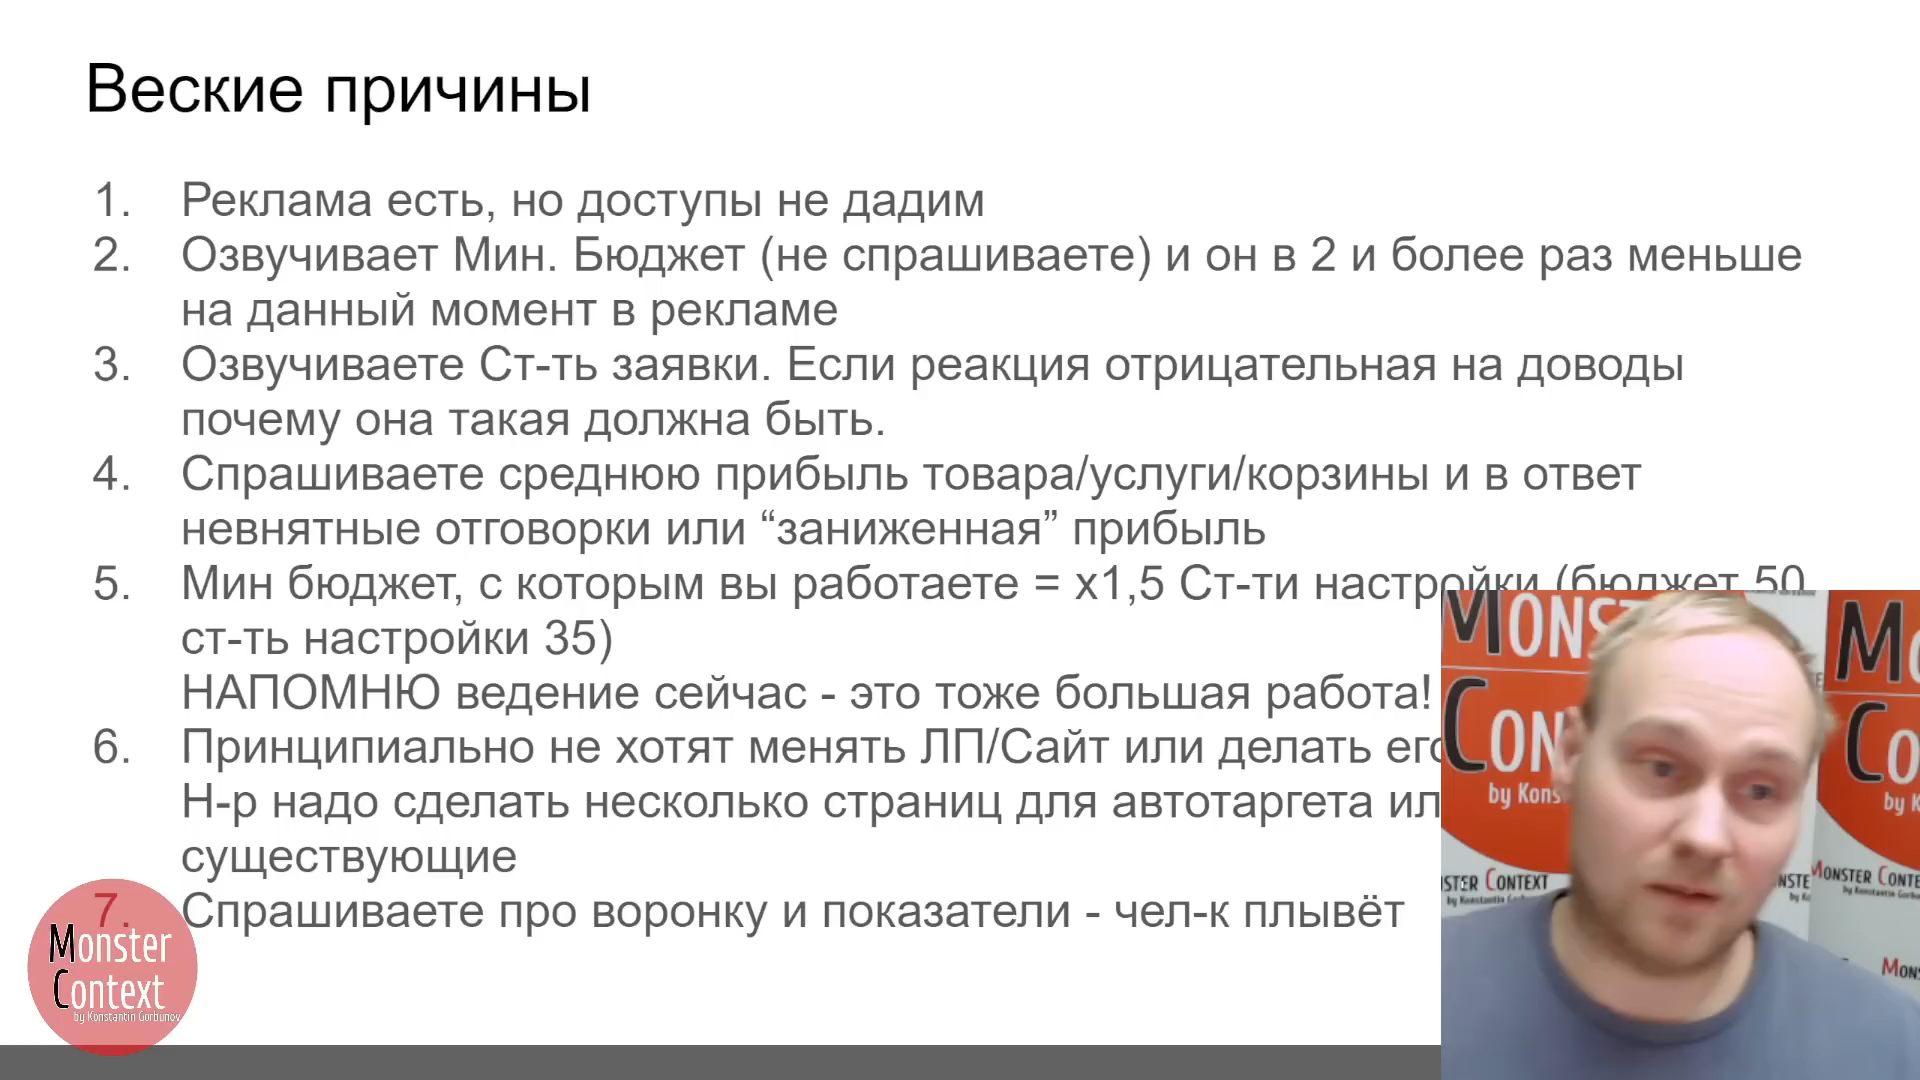 Веские причины
1. Реклама есть, но доступы не дадим
2. Озвучивает Мин. Бюджет (не спрашиваете) и он в 2 и более раз меньше
на данный момент в рекламе
3. Озвучиваете Ст-ть заявки. Если реакция отрицательная на доводы
почему она такая должна быть.
4. Спрашиваете среднюю прибыль товара/услуги/корзины и в ответ
невнятные отговорки или “заниженная” прибыль
5. Мин бюджет, с которым вы работаете = х1,5 Ст-ти настройки (бюджет 50
ст-ть настройки 35)
НАПОМНЮ ведение сейчас - это тоже большая работа!
6. Принципиально не хотят менять ЛП/Сайт или делать
Н-р надо сделать несколько страниц для автотаргета
существующие
7. Спрашиваете про воронку и показатели - чел-к плывёт
Monster
Context
by Konstantin Gorbunov
MONSTER CONTEXT
by Konstantin